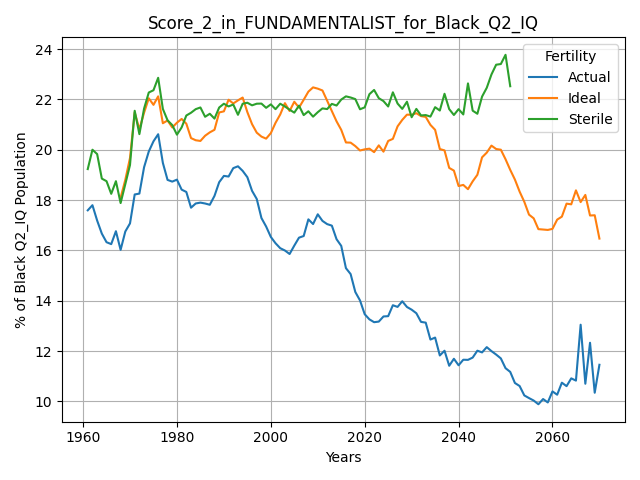 Score_2_in_FUNDAMENTALIST_for_Black_Q2_IQ
% of Black Q2_IQ Population
24
22
20
18
16
14
12
10
Fertility
Actual
Ideal
Sterile
1960 1980 2000 2020 2040 2060
Years